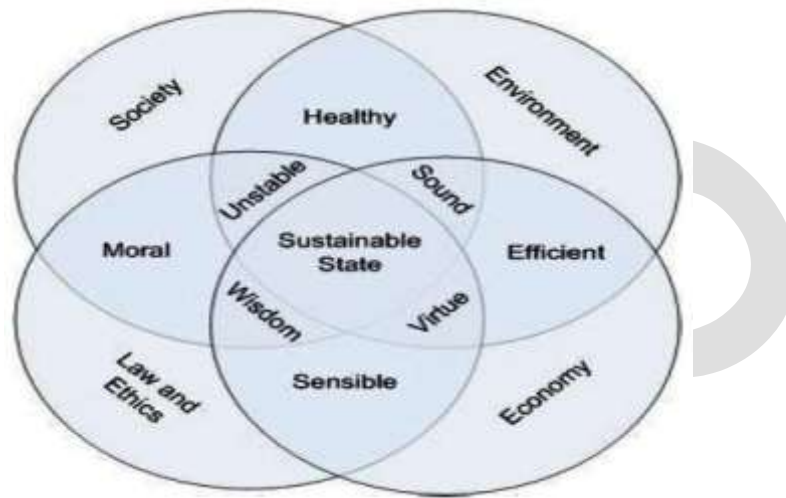 Society
Environment
Healthy
Unstable
Sound
Moral
Sustainable
State
Efficient
Wisdom
Virtue
Law and
Ethics
Sensible
Economy